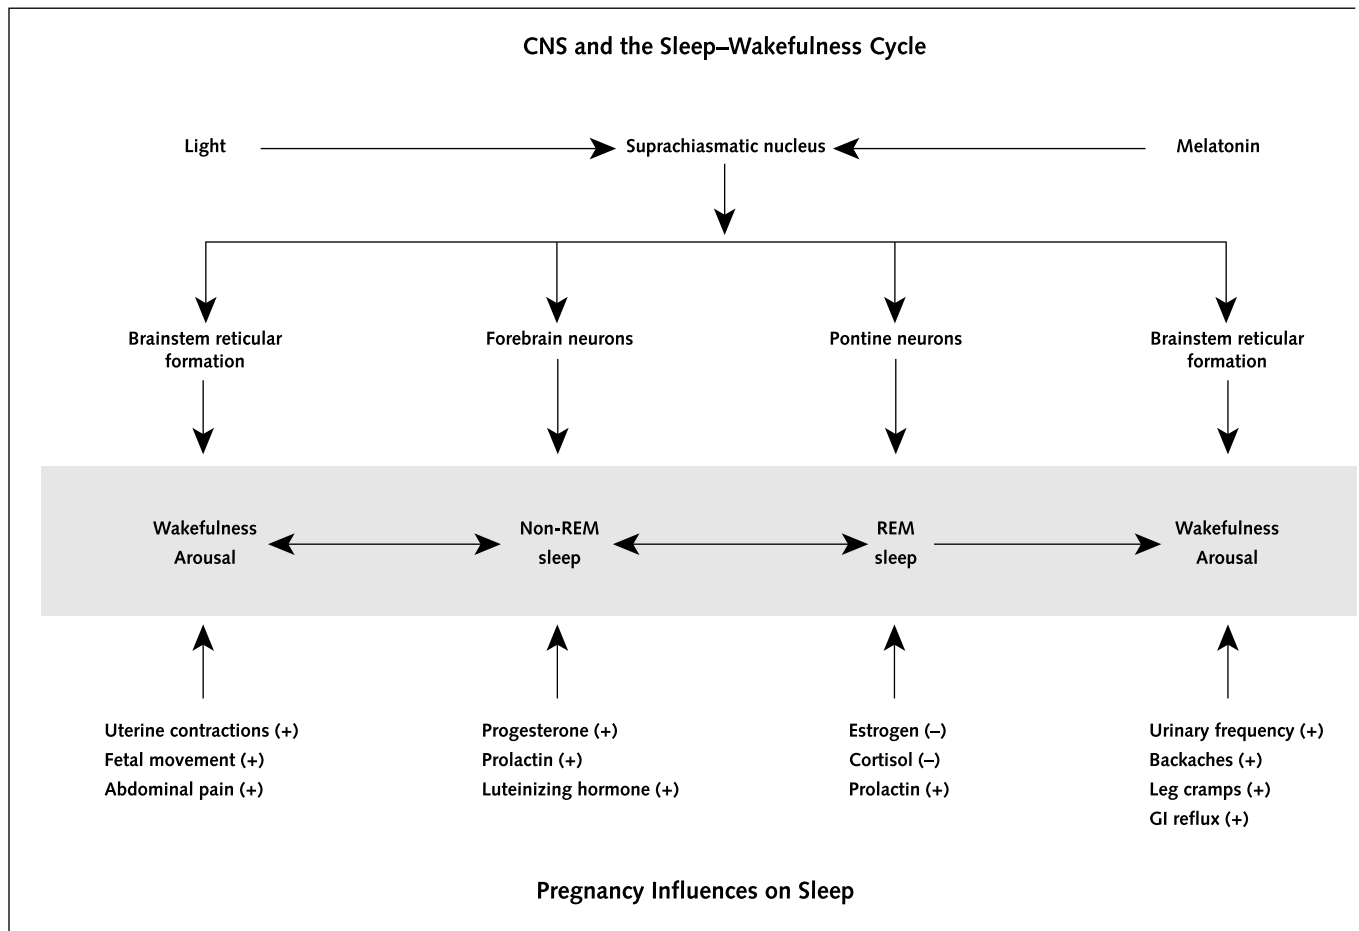 CNS and the Sleep–Wakefulness Cycle
Light
Suprachiasmatic nucleus
Melatonin
Brainstem reticular
formation
Forebrain neurons
Pontine neurons
Brainstem reticular
formation
Wakefulness
Arousal
Non-REM
sleep
REM
sleep
Wakefulness
Arousal
Uterine contractions (+)
Fetal movement (+)
Abdominal pain (+)
Progesterone (+)
Prolactin (+)
Luteinizing hormone (+)
Estrogen (–)
Cortisol (–)
Prolactin (+)
Urinary frequency (+)
Backaches (+)
Leg cramps (+)
GI reflux (+)
Pregnancy Influences on Sleep